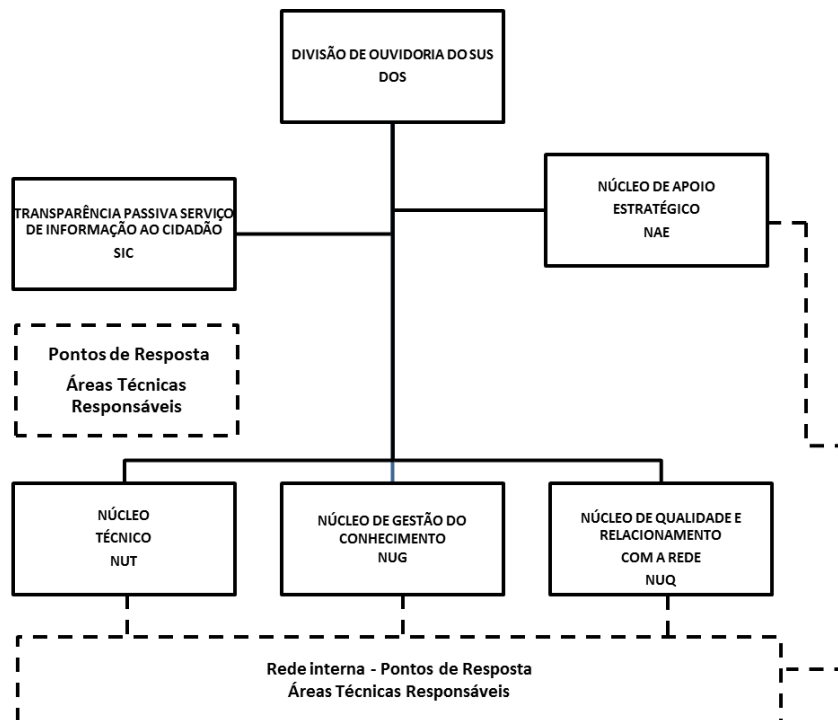 DIVISÃO DE OUVIDORIA DO SUS
DOS
TRANSPARÊNCIA PASSIVA SERVIÇO
DE INFORMAÇÃO AO CIDADÃO
SIC
NÚCLEO DE APOIO
ESTRATÉGICO
NAE
Pontos de Resposta
Áreas Técnicas
Responsáveis
NÚCLEO
TÉCNICO
NUT
NÚCLEO DE GESTÃO DO
CONHECIMENTO
NUG
NÚCLEO DE QUALIDADE E
RELACIONAMENTO
COM A REDE
NUQ
Rede interna - Pontos de Resposta
Áreas Técnicas Responsáveis